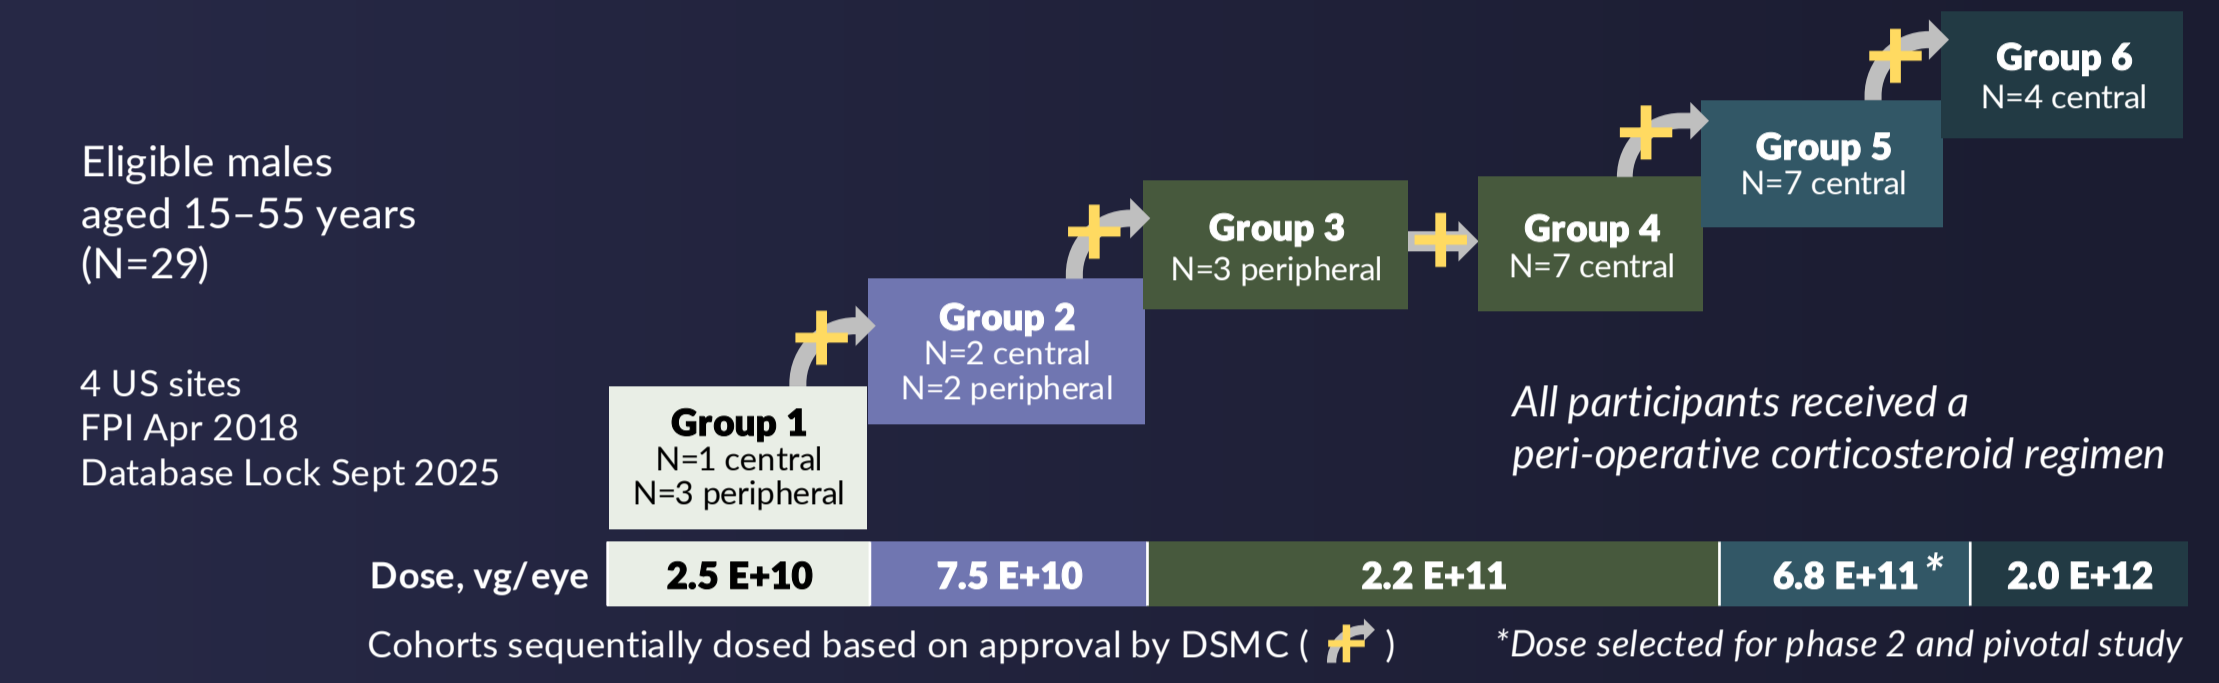 Eligible males
aged 15–55 years
(N=29)
4 US sites
FPI Apr 2018
Database Lock Sept 2025
Group 1
N=1 central
N=3 peripheral
Group 2
N=2 central
N=2 peripheral
Group 3
N=3 peripheral
Group 4
N=7 central
Group 5
N=7 central
Group 6
N=4 central
All participants received a
peri-operative corticosteroid regimen
Dose, vg/eye
2.5 E+10
7.5 E+10
2.2 E+11
6.8 E+11*
2.0 E+12
Cohorts sequentially dosed based on approval by DSMC ( )
*Dose selected for phase 2 and pivotal study